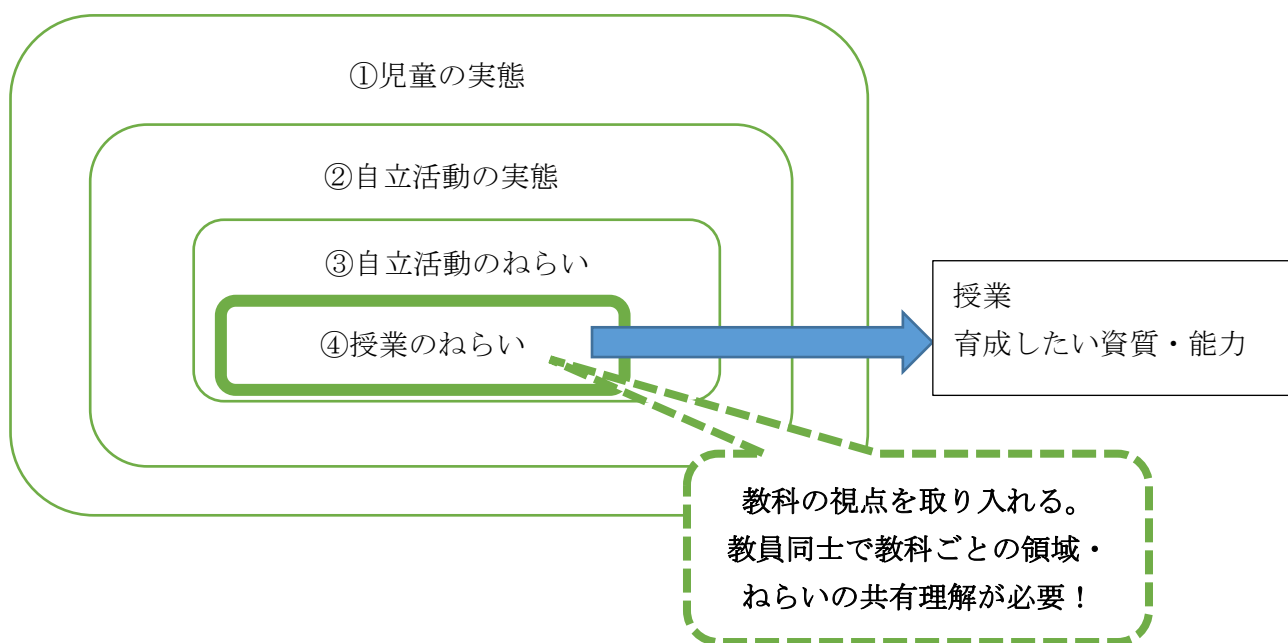 ①児童の実態
②自立活動の実態
③自立活動のねらい
④授業のねらい
授業
育成したい資質・能力
教科の視点を取り入れる。
教員同士で教科ごとの領域・
ねらいの共有理解が必要！